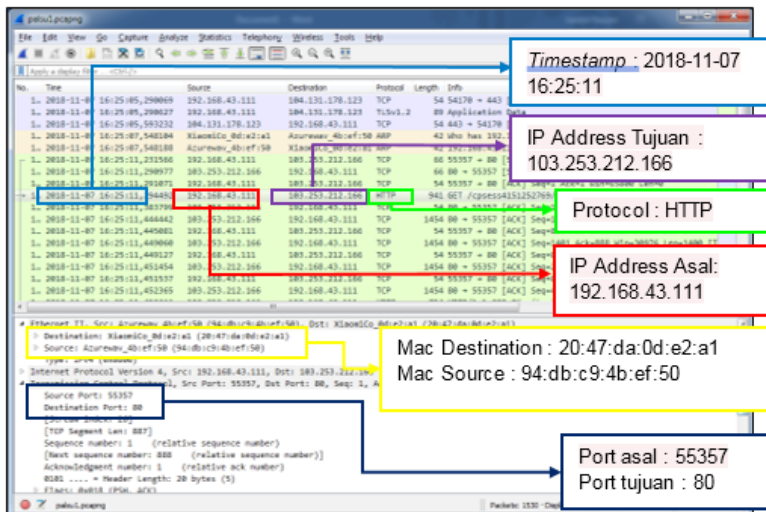 palsu1.pcapng
File Edit View Go Capture Analyze Statistics Telephony Wireless Tools Help
Apply a display filter ... <Ctrl-/>
No. Time Source Destination Protocol Length Info
1.. 2018-11-07 16:25:05,290069 192.168.43.111 104.131.178.123 TCP 54 54170 → 443
1.. 2018-11-07 16:25:05,290627 192.168.43.111 104.131.178.123 TLSv1.2 89 Application Data
1.. 2018-11-07 16:25:05,593232 104.131.178.123 192.168.43.111 TCP 54 443 → 54170
1.. 2018-11-07 16:25:07,548104 XiaomiCo_0d:e2:a1 Azurewav_4b:ef:50 ARP 42 Who has 192.
1.. 2018-11-07 16:25:07,548188 Azurewav_4b:ef:50 ARP 42
1.. 2018-11-07 16:25:11,231566 192.168.43.111 103.253.212.166 TCP 66 55357 → 80
1.. 2018-11-07 16:25:11,290977 103.253.212.166 192.168.43.111 TCP 66 80 → 55357
1.. 192.168.43.111 103.253.212.166 TCP 54 55357 → 80 [ACK]
1.. 2018-11-07 16:25:11 192.168.43.111 103.253.212.166 HTTP 941 GET
1.. 2018-11-07 16:25:11,444442 103.253.212.166 192.168.43.111 TCP 1454 80 → 55357 [ACK]
1.. 2018-11-07 16:25:11,445081 192.168.43.111 TCP 54 55357 → 80 [ACK]
1.. 2018-11-07 16:25:11,449060 103.253.212.166 192.168.43.111 TCP 1454 80 → 55357 [ACK]
1.. 2018-11-07 16:25:11,449127 192.168.43.111 103.253.212.166 TCP 54 55357 → 80 [ACK]
1.. 2018-11-07 16:25:11,451454 103.253.212.166 192.168.43.111 TCP 1454 80 → 55357 [ACK]
1.. 2018-11-07 16:25:11,451537 192.168.43.111 103.253.212.166 TCP 54 55357 → 80 [ACK]
1.. 2018-11-07 16:25:11,452365 103.253.212.166 192.168.43.111 TCP 1454 80 → 55357 [ACK]
Timestamp : 2018-11-07
16:25:11
IP Address Tujuan :
103.253.212.166
Protocol : HTTP
IP Address Asal:
192.168.43.111
Ethernet II, Src: Azurewav_4b:ef:50 (94:db:c9:4b:ef:50), Dst: XiaomiCo_0d:e2:a1 (20:47:da:0d:e2:a1)
Destination: XiaomiCo_0d:e2:a1 (20:47:da:0d:e2:a1)
Source: Azurewav_4b:ef:50 (94:db:c9:4b:ef:50)
Type: IPv4 (0x0800)
Mac Destination : 20:47:da:0d:e2:a1
Mac Source : 94:db:c9:4b:ef:50
Internet Protocol Version 4, Src: 192.168.43.111, Dst: 103.253.212.166
Transmission Control Protocol, Src Port: 55357, Dst Port: 80, Seq: 1,
Source Port: 55357
Destination Port: 80
[TCP Segment Len: 887]
Sequence number: 1 (relative sequence number)
[Next sequence number: 888 (relative sequence number)]
Acknowledgment number: 1 (relative ack number)
0101 .... = Header Length: 20 bytes (5)
Flags: 0x018 (PSH, ACK)
Port asal : 55357
Port tujuan : 80
palsu1.pcapng
Packets: 1530